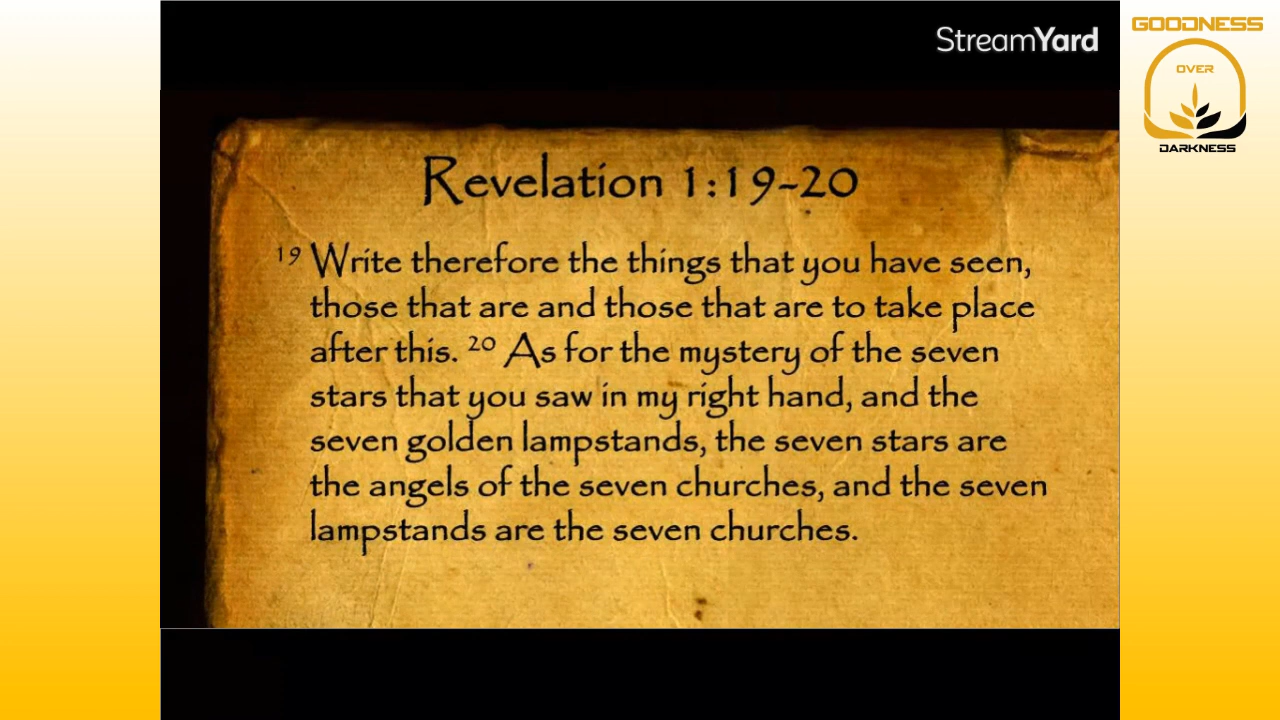 StreamYard
GOODNESS
OVER
DARKNESS
Revelation 1:19-20
19 Write therefore the things that you have seen,
those that are and those that are to take place
after this. 20 As for the mystery of the seven
stars that you saw in my right hand, and the
seven golden lampstands, the seven stars are
the angels of the seven churches, and the seven
lampstands are the seven churches.